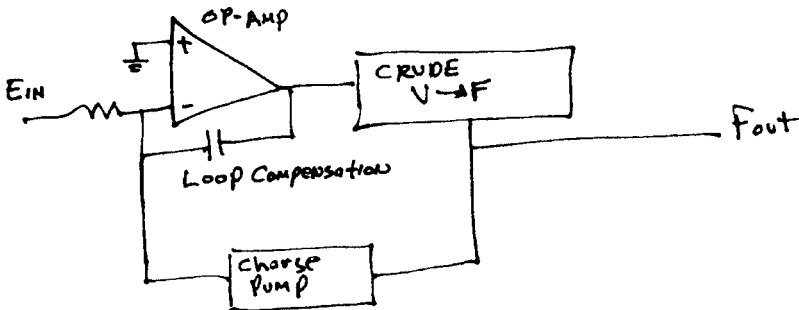 OP-AMP
+
EIN
-
CRUDE
V→F
Fout
LOOP COMPENSATION
Charge
PUMP